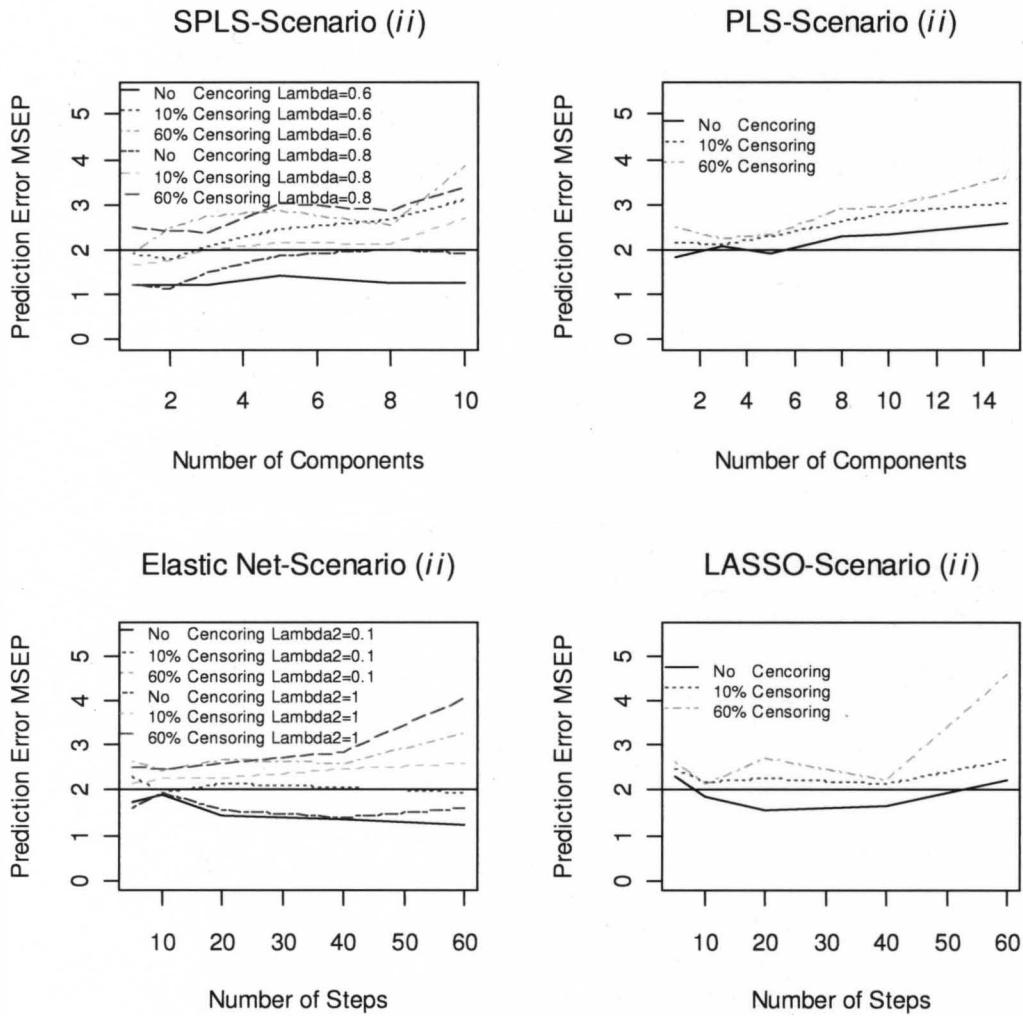 SPLS-Scenario (ii)
Prediction Error MSEP
5
4
3
2
1
0
No Cencoring Lambda=0.6
10% Censoring Lambda=0.6
60% Censoring Lambda=0.6
No Cencoring Lambda=0.8
10% Censoring Lambda=0.8
60% Censoring Lambda=0.8
2 4 6 8 10
Number of Components
PLS-Scenario (ii)
Prediction Error MSEP
5
4
3
2
1
0
No Cencoring
10% Censoring
60% Censoring
2 4 6 8 10 12 14
Number of Components
Elastic Net-Scenario (ii)
Prediction Error MSEP
5
4
3
2
1
0
No Cencoring Lambda2=0.1
10% Censoring Lambda2=0.1
60% Censoring Lambda2=0.1
No Cencoring Lambda2=1
10% Censoring Lambda2=1
60% Censoring Lambda2=1
10 20 30 40 50 60
Number of Steps
LASSO-Scenario (ii)
Prediction Error MSEP
5
4
3
2
1
0
No Cencoring
10% Censoring
60% Censoring
10 20 30 40 50 60
Number of Steps